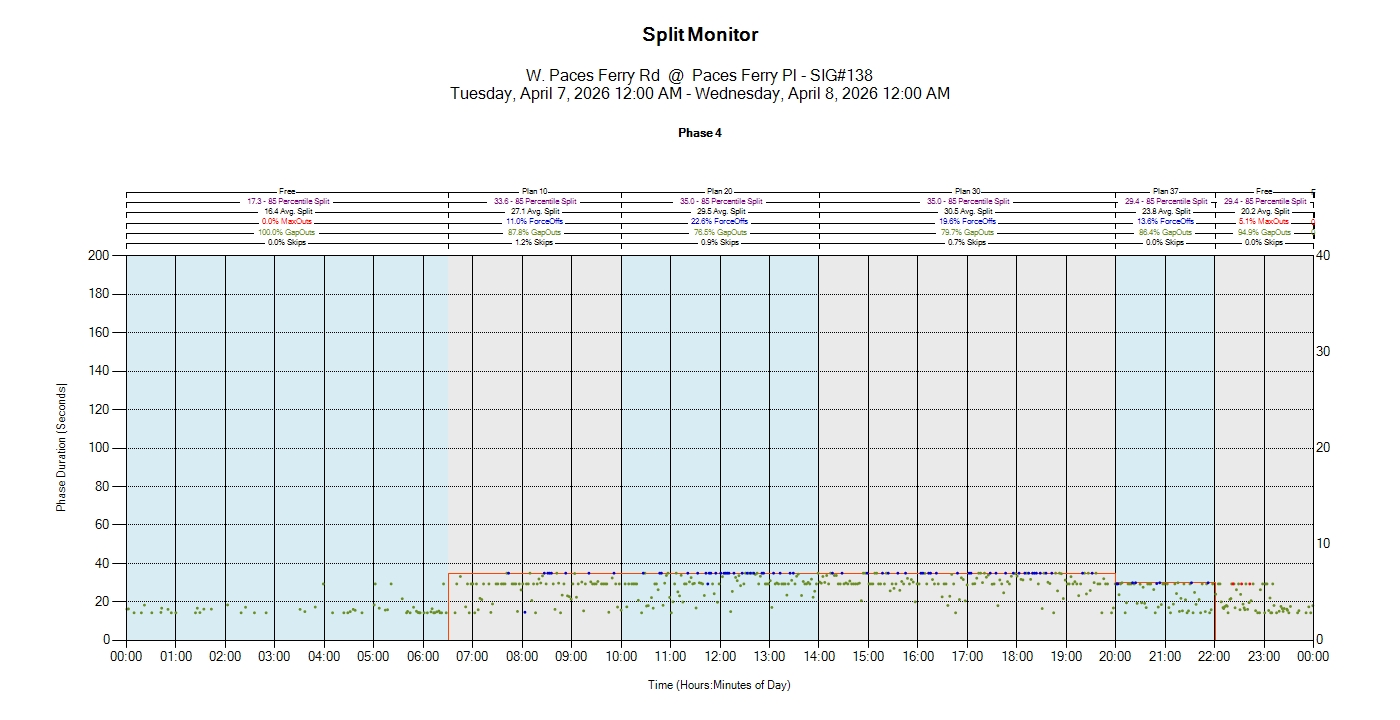 Split Monitor
W. Paces Ferry Rd @ Paces Ferry Pl - SIG#138
Tuesday, April 7, 2026 12:00 AM - Wednesday, April 8, 2026 12:00 AM
Phase 4
Free Plan 10 Plan 20 Plan 30 Plan 37 Free
17.3 - 85 Percentile Split 33.6 - 85 Percentile Split 35.0 - 85 Percentile Split 35.0 - 85 Percentile Split 29.4 - 85 Percentile Split 29.4 - 85 Percentile Split
16.4 Avg. Split 27.1 Avg. Split 29.5 Avg. Split 30.5 Avg. Split 23.8 Avg. Split 20.2 Avg. Split
0.0% MaxOuts 11.0% ForceOffs 22.6% ForceOffs 19.6% ForceOffs 13.6% ForceOffs 5.1% MaxOuts
100.0% GapOuts 87.8% GapOuts 76.5% GapOuts 79.7% GapOuts 86.4% GapOuts 94.9% GapOuts
0.0% Skips 1.2% Skips 0.9% Skips 0.7% Skips 0.0% Skips 0.0% Skips
200 40
180
160
30
140
120
100 20
80
60
10
40
20
0 0
Phase Duration (Seconds)
00:00 01:00 02:00 03:00 04:00 05:00 06:00 07:00 08:00 09:00 10:00 11:00 12:00 13:00 14:00 15:00 16:00 17:00 18:00 19:00 20:00 21:00 22:00 23:00 00:00
Time (Hours:Minutes of Day)